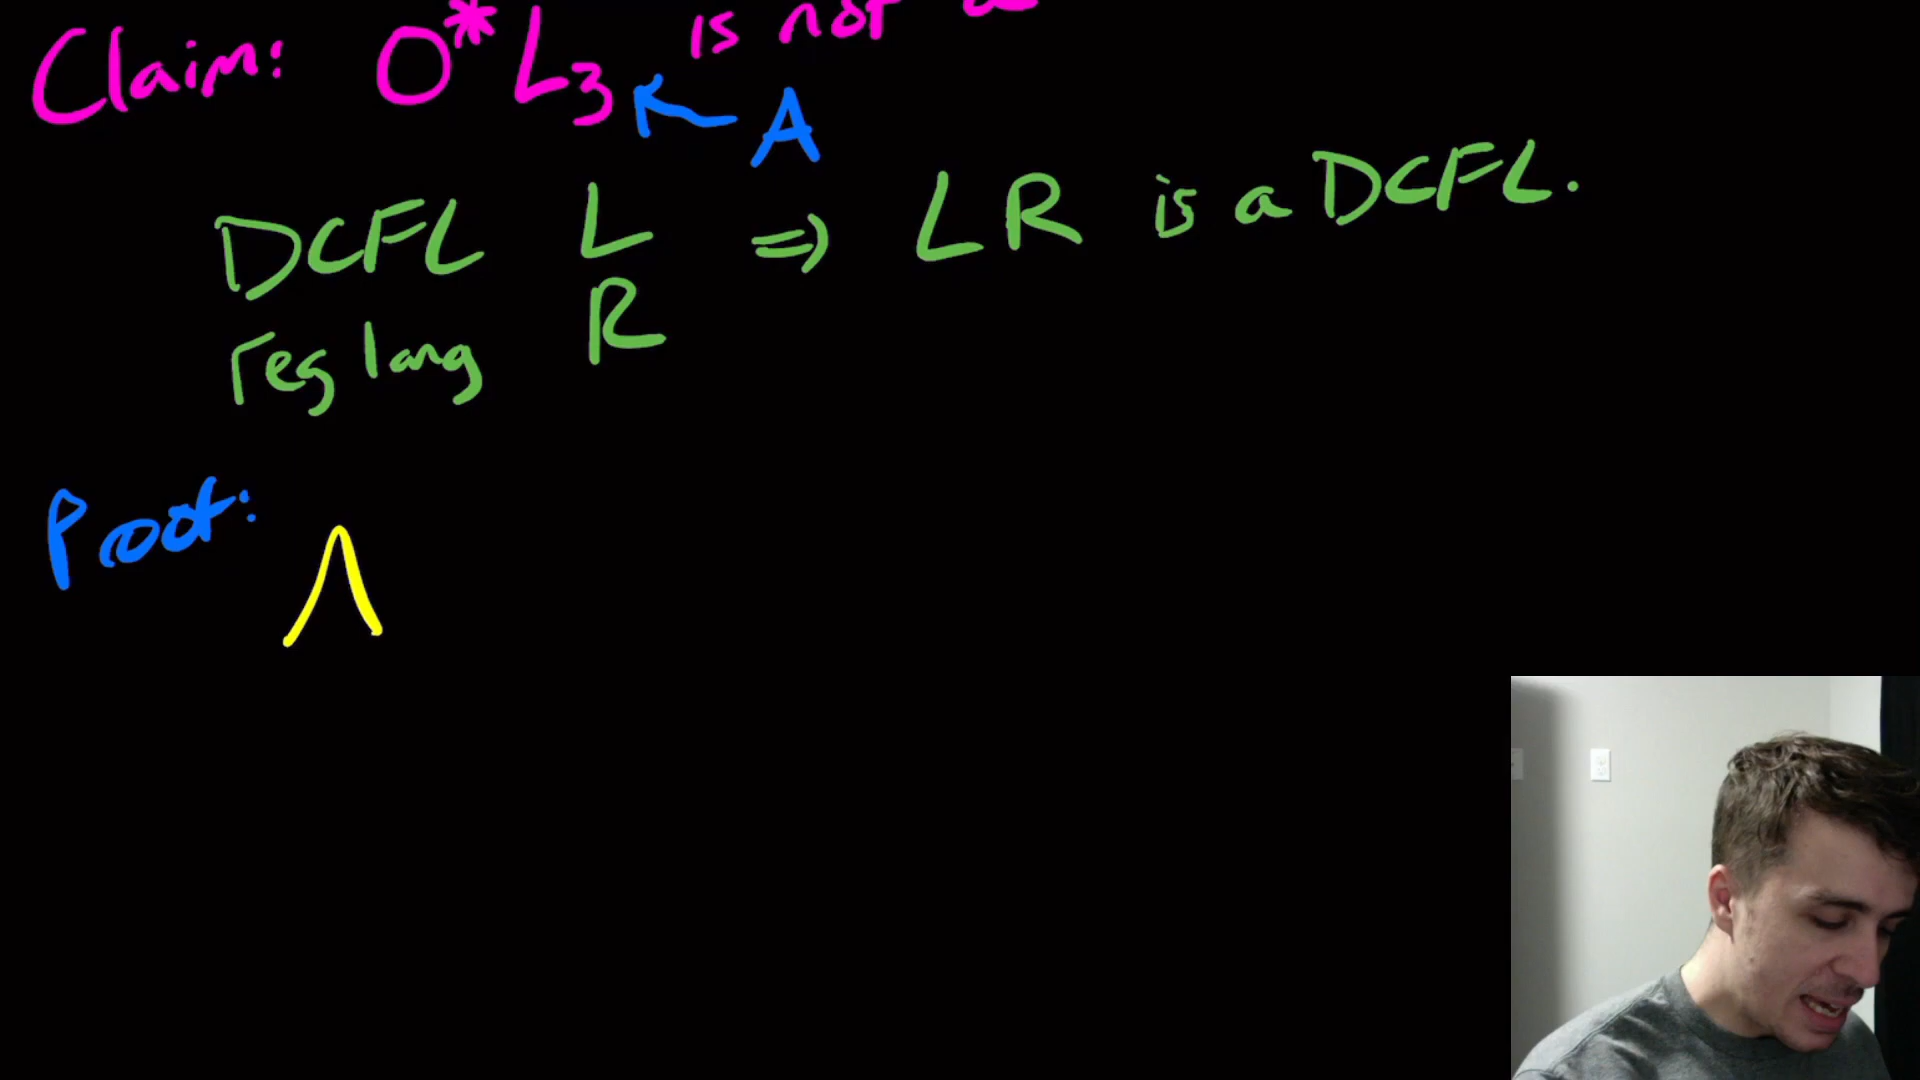 Claim: 0*L3 is not a
A
DCFL L => LR is a DCFL.
reg lang R
Proof: